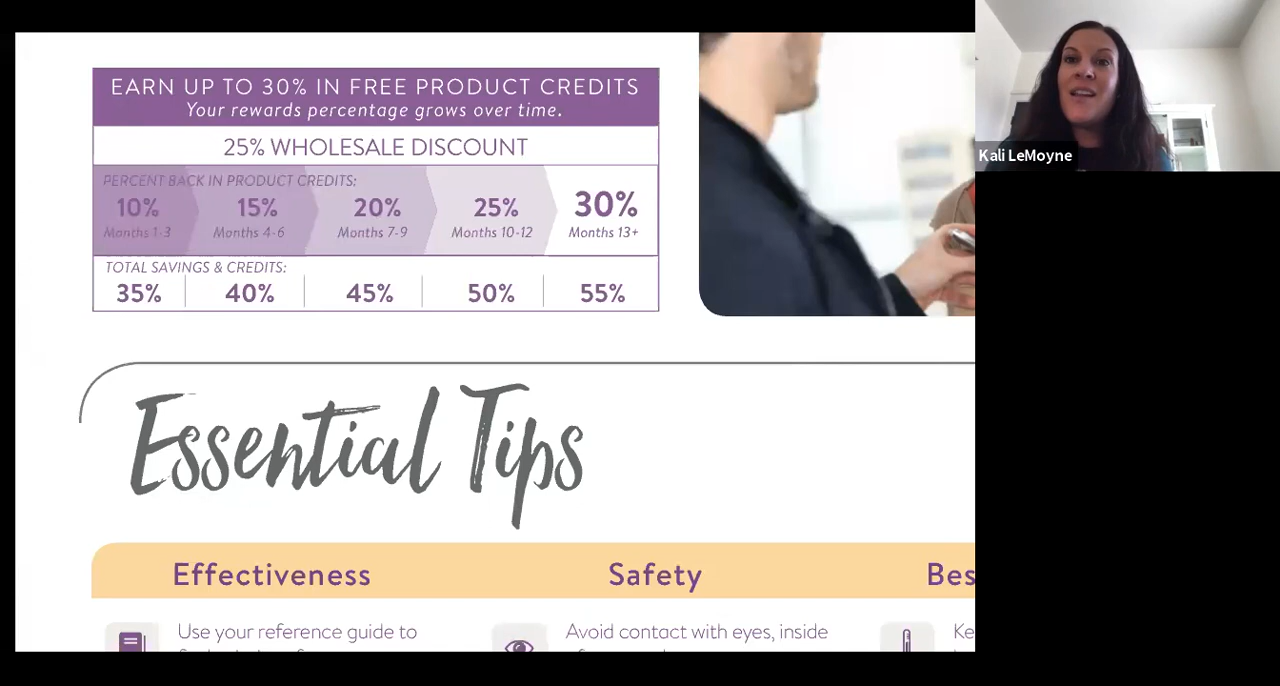 EARN UP TO 30% IN FREE PRODUCT CREDITS
Your rewards percentage grows over time.
25% WHOLESALE DISCOUNT
PERCENT BACK IN PRODUCT CREDITS:
10% 15% 20% 25% 30%
Months 1-3 Months 4-6 Months 7-9 Months 10-12 Months 13+
TOTAL SAVINGS & CREDITS:
35% 40% 45% 50% 55%
Kali LeMoyne
Essential Tips
Effectiveness Safety Bes
Use your reference guide to Avoid contact with eyes, inside Ke